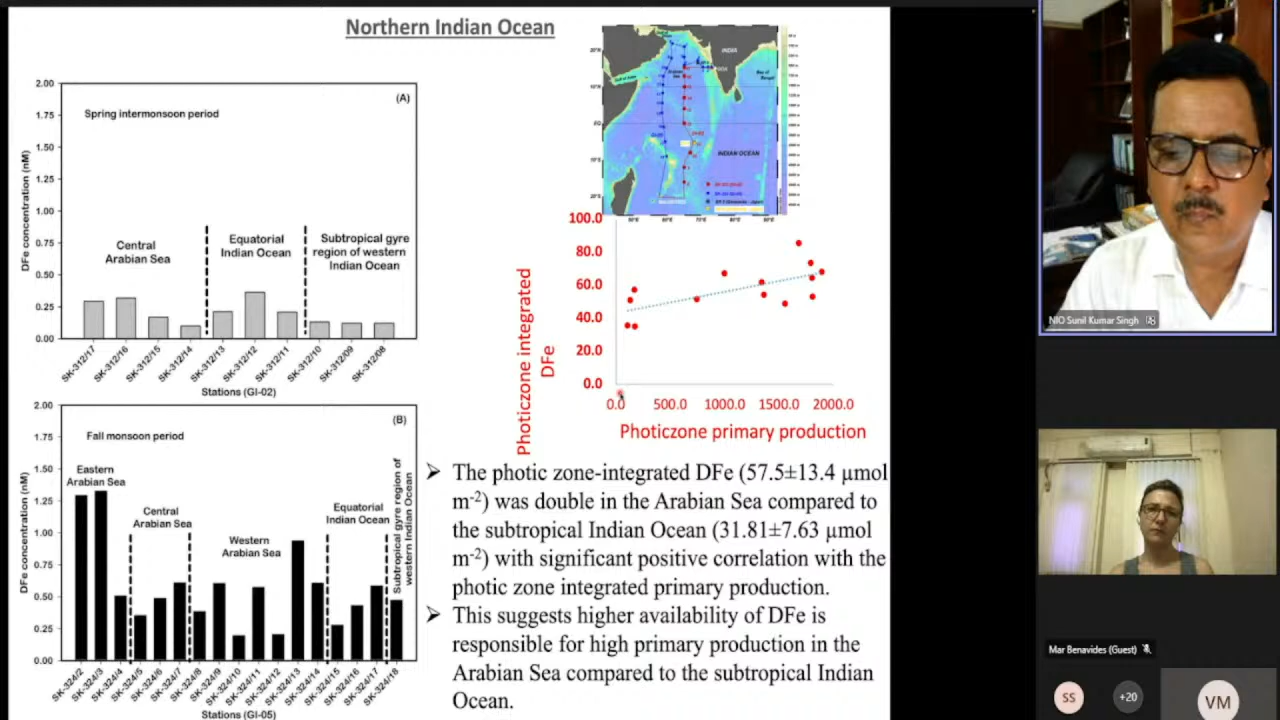 Northern Indian Ocean
2.00
(A)
Spring intermonsoon period
1.75
1.50
1.25
1.00
0.75
0.50
0.25
0.00
DFe concentration (nM)
Central
Arabian Sea
Equatorial
Indian Ocean
Subtropical gyre
region of western
Indian Ocean
SK-312/17
SK-312/16
SK-312/15
SK-312/14
SK-312/13
SK-312/12
SK-312/11
SK-312/10
SK-312/09
SK-312/08
Stations (GI-02)
2.00
(B)
Fall monsoon period
1.75
1.50
1.25
1.00
0.75
0.50
0.25
0.00
DFe concentration (nM)
Eastern
Arabian Sea
Central
Arabian Sea
Western
Arabian Sea
Equatorial
Indian Ocean
Subtropical gyre region of
western Indian Ocean
SK-324/2
SK-324/3
SK-324/4
SK-324/5
SK-324/6
SK-324/7
SK-324/8
SK-324/9
SK-324/10
SK-324/11
SK-324/12
SK-324/13
SK-324/14
SK-324/15
SK-324/16
SK-324/17
SK-324/18
Stations (GI-05)
INDIA
Bay of
Bengal
INDIAN OCEAN
100.0
80.0
60.0
40.0
20.0
0.0
Photiczone integrated
DFe
0.0 500.0 1000.0 1500.0 2000.0
Photiczone primary production
➢ The photic zone-integrated DFe (57.5±13.4 µmol
m-2) was double in the Arabian Sea compared to
the subtropical Indian Ocean (31.81±7.63 µmol
m-2) with significant positive correlation with the
photic zone integrated primary production.
➢ This suggests higher availability of DFe is
responsible for high primary production in the
Arabian Sea compared to the subtropical Indian
Ocean.
NIO Sunil Kumar Singh
Mar Benavides (Guest)
SS
+20
VM